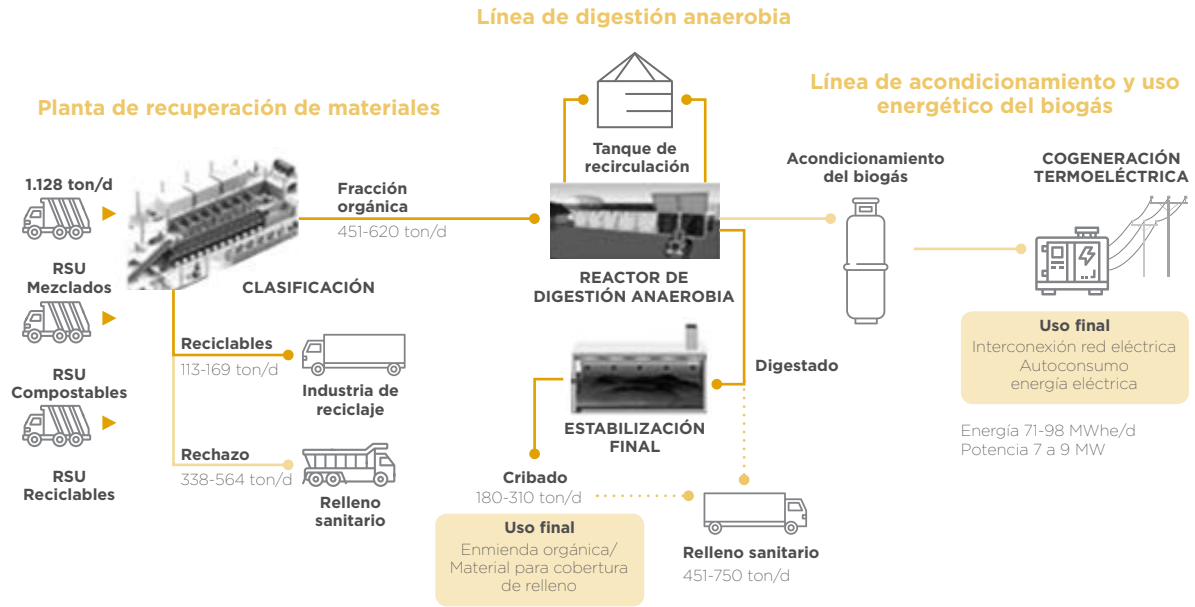 Línea de digestión anaerobia
Planta de recuperación de materiales
Línea de acondicionamiento y uso
energético del biogás
1.128 ton/d
RSU
Mezclados
RSU
Compostables
RSU
Reciclables
CLASIFICACIÓN
Fracción
orgánica
451-620 ton/d
Reciclables
113-169 ton/d
Industria de
reciclaje
Rechazo
338-564 ton/d
Relleno
sanitario
Tanque de
recirculación
REACTOR DE
DIGESTIÓN ANAEROBIA
Digestado
ESTABILIZACIÓN
FINAL
Cribado
180-310 ton/d
Uso final
Enmienda orgánica/
Material para cobertura
de relleno
Relleno sanitario
451-750 ton/d
Acondicionamiento
del biogás
COGENERACIÓN
TERMOELÉCTRICA
Uso final
Interconexión red eléctrica
Autoconsumo
energía eléctrica
Energía 71-98 MWhe/d
Potencia 7 a 9 MW